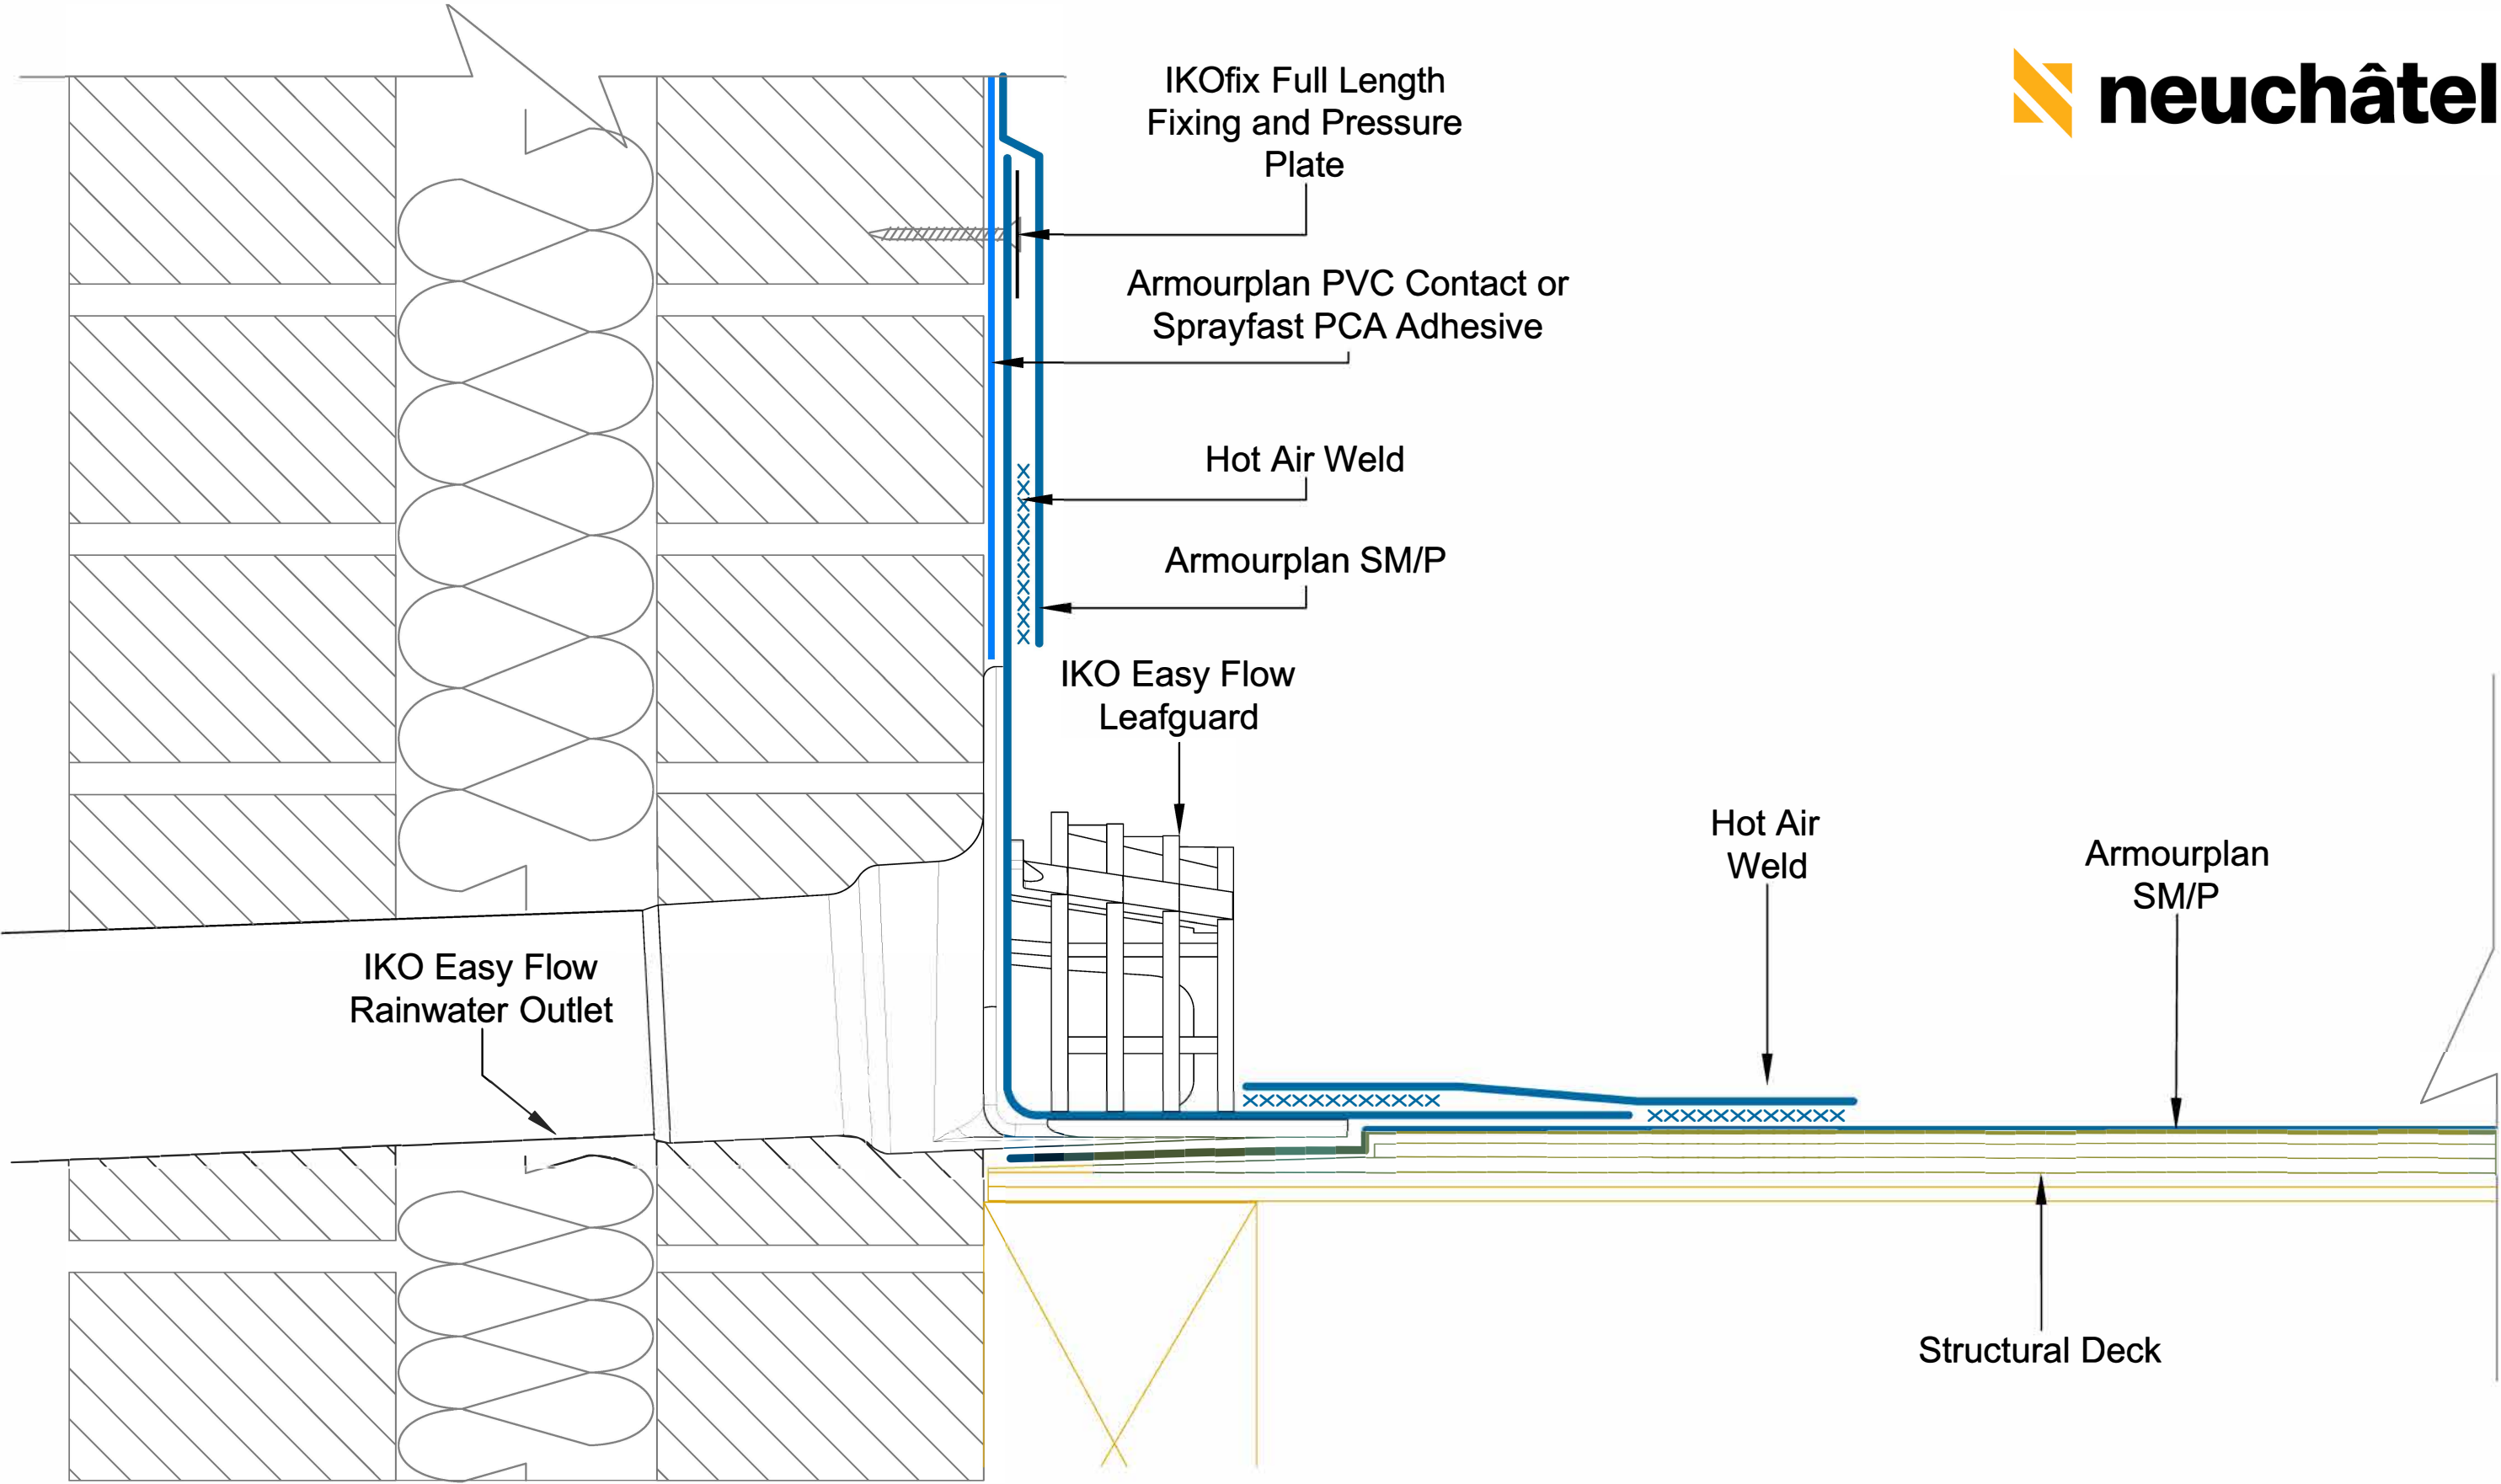 neuchâtel
IKOfix Full Length
Fixing and Pressure
Plate
Armourplan PVC Contact or
Sprayfast PCA Adhesive
Hot Air Weld
Armourplan SM/P
IKO Easy Flow
Leafguard
Hot Air
Weld
Armourplan
SM/P
IKO Easy Flow
Rainwater Outlet
Structural Deck